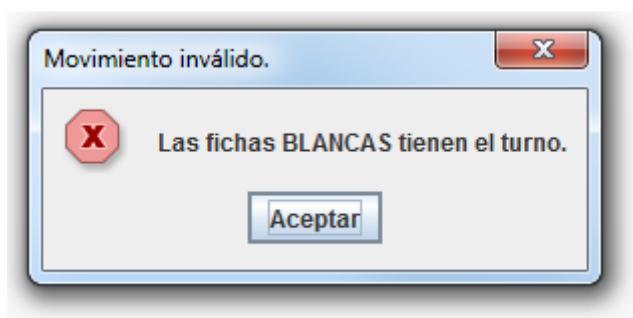 Movimiento inválido.
Las fichas BLANCAS tienen el turno.
Aceptar